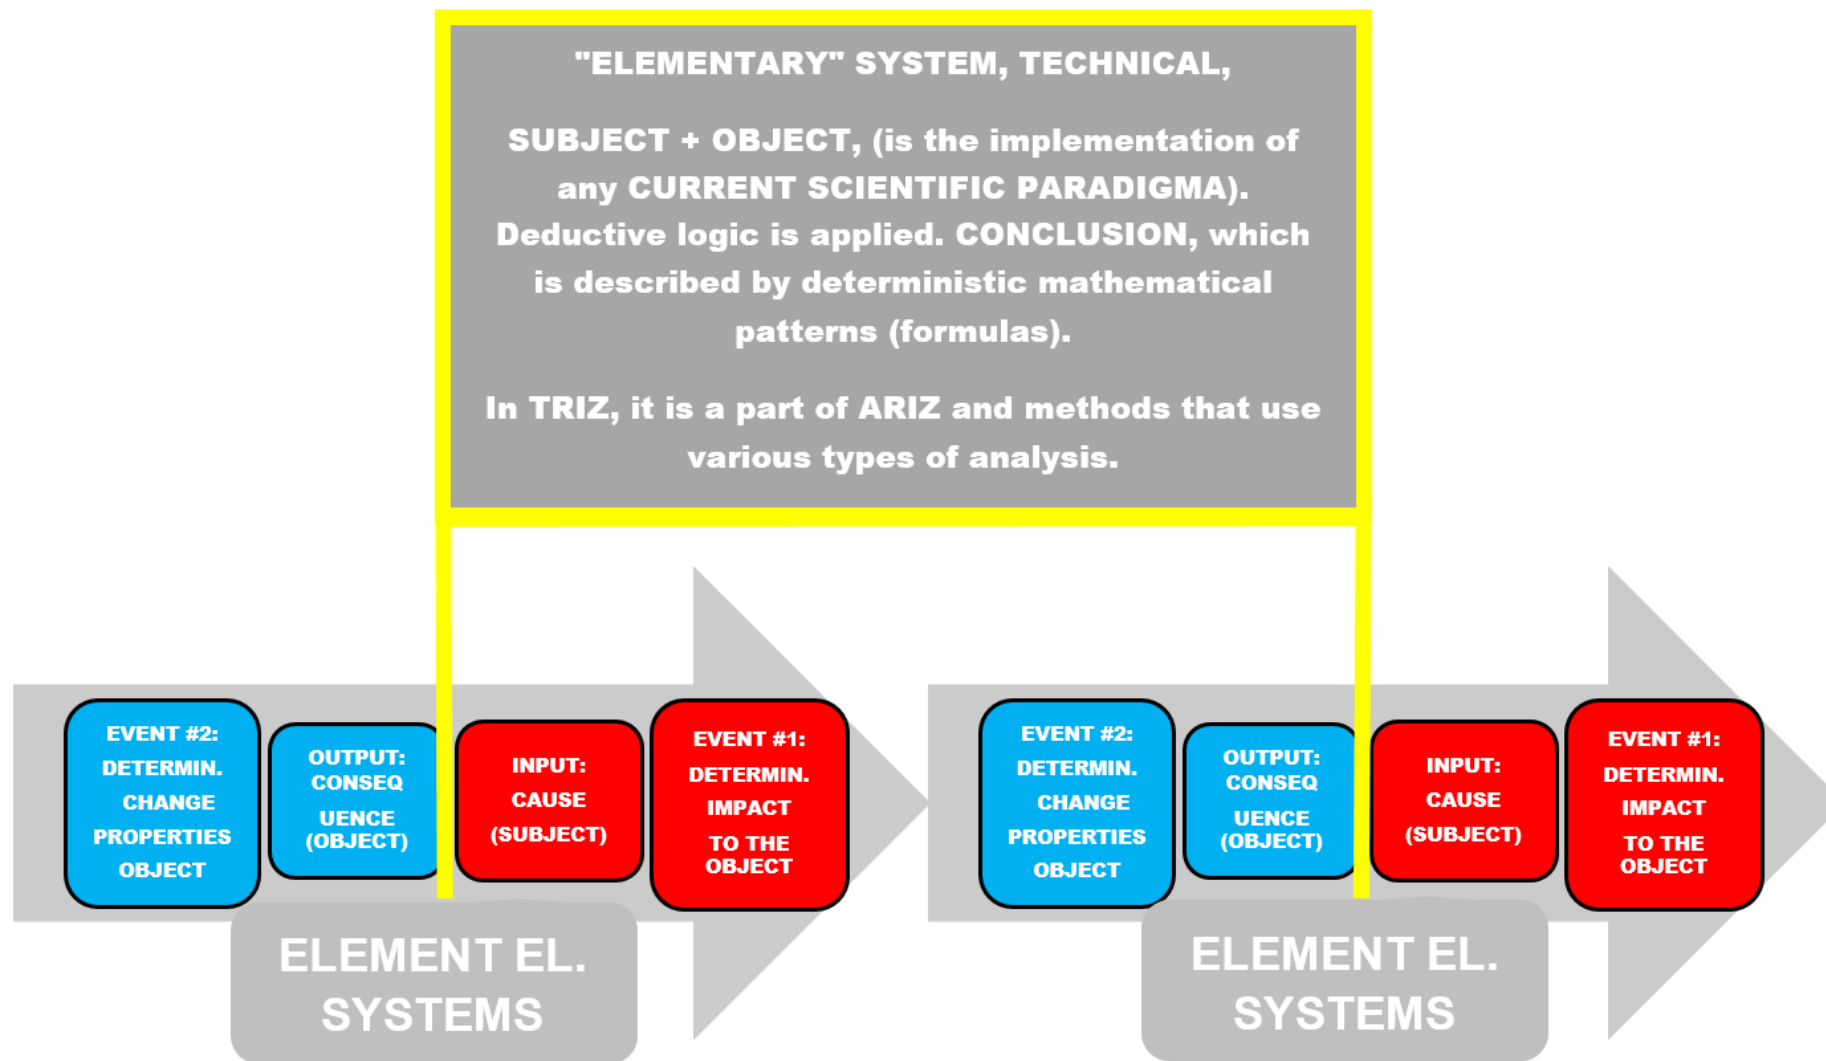 "ELEMENTARY" SYSTEM, TECHNICAL,
SUBJECT + OBJECT, (is the implementation of
any CURRENT SCIENTIFIC PARADIGMA).
Deductive logic is applied. CONCLUSION, which
is described by deterministic mathematical
patterns (formulas).
In TRIZ, it is a part of ARIZ and methods that use
various types of analysis.
EVENT #2:
DETERMIN.
CHANGE
PROPERTIES
OBJECT
OUTPUT:
CONSEQ
UENCE
(OBJECT)
INPUT:
CAUSE
(SUBJECT)
EVENT #1:
DETERMIN.
IMPACT
TO THE
OBJECT
EVENT #2:
DETERMIN.
CHANGE
PROPERTIES
OBJECT
OUTPUT:
CONSEQ
UENCE
(OBJECT)
INPUT:
CAUSE
(SUBJECT)
EVENT #1:
DETERMIN.
IMPACT
TO THE
OBJECT
ELEMENT EL.
SYSTEMS
ELEMENT EL.
SYSTEMS